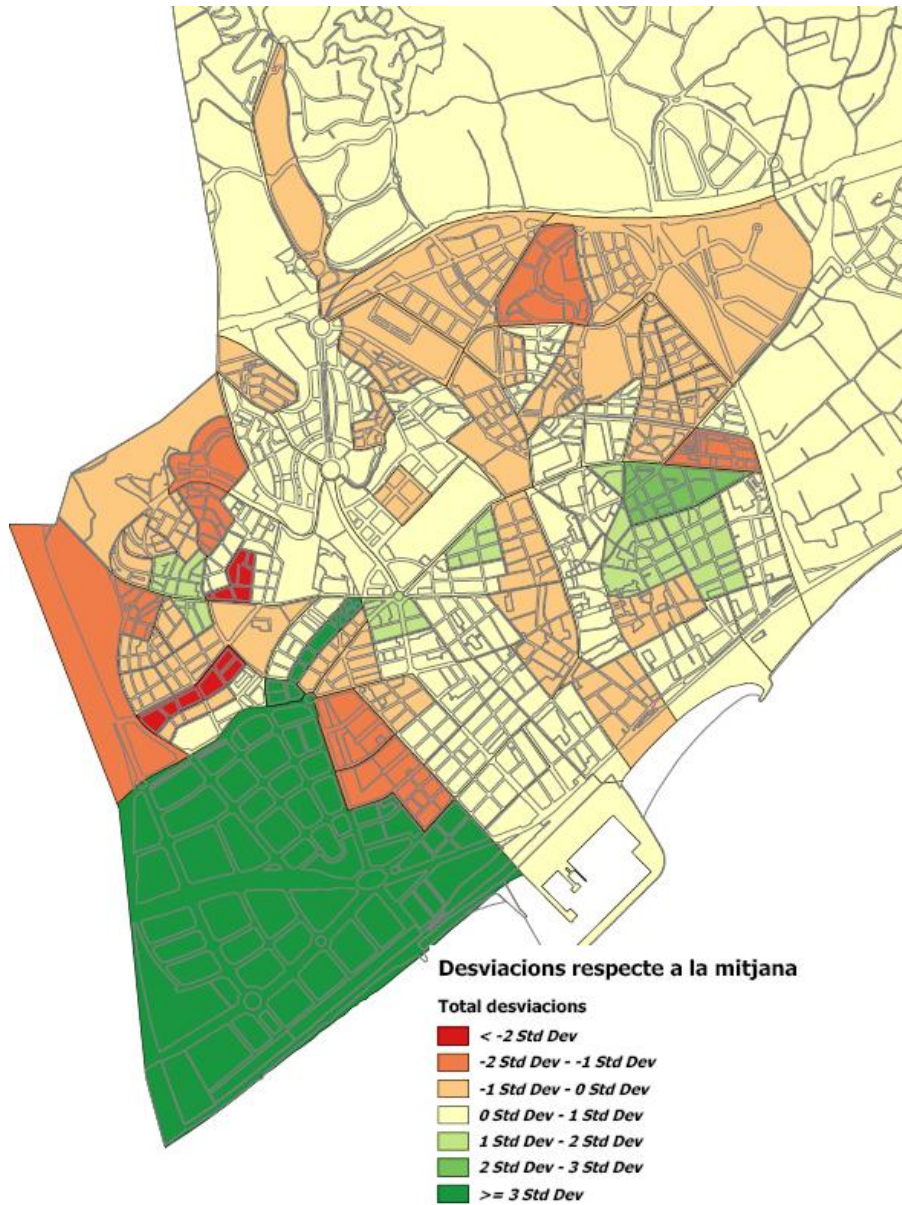 Desviacions respecte a la mitjana
Total desviacions
< -2 Std Dev
-2 Std Dev - -1 Std Dev
-1 Std Dev - 0 Std Dev
0 Std Dev - 1 Std Dev
1 Std Dev - 2 Std Dev
2 Std Dev - 3 Std Dev
>= 3 Std Dev